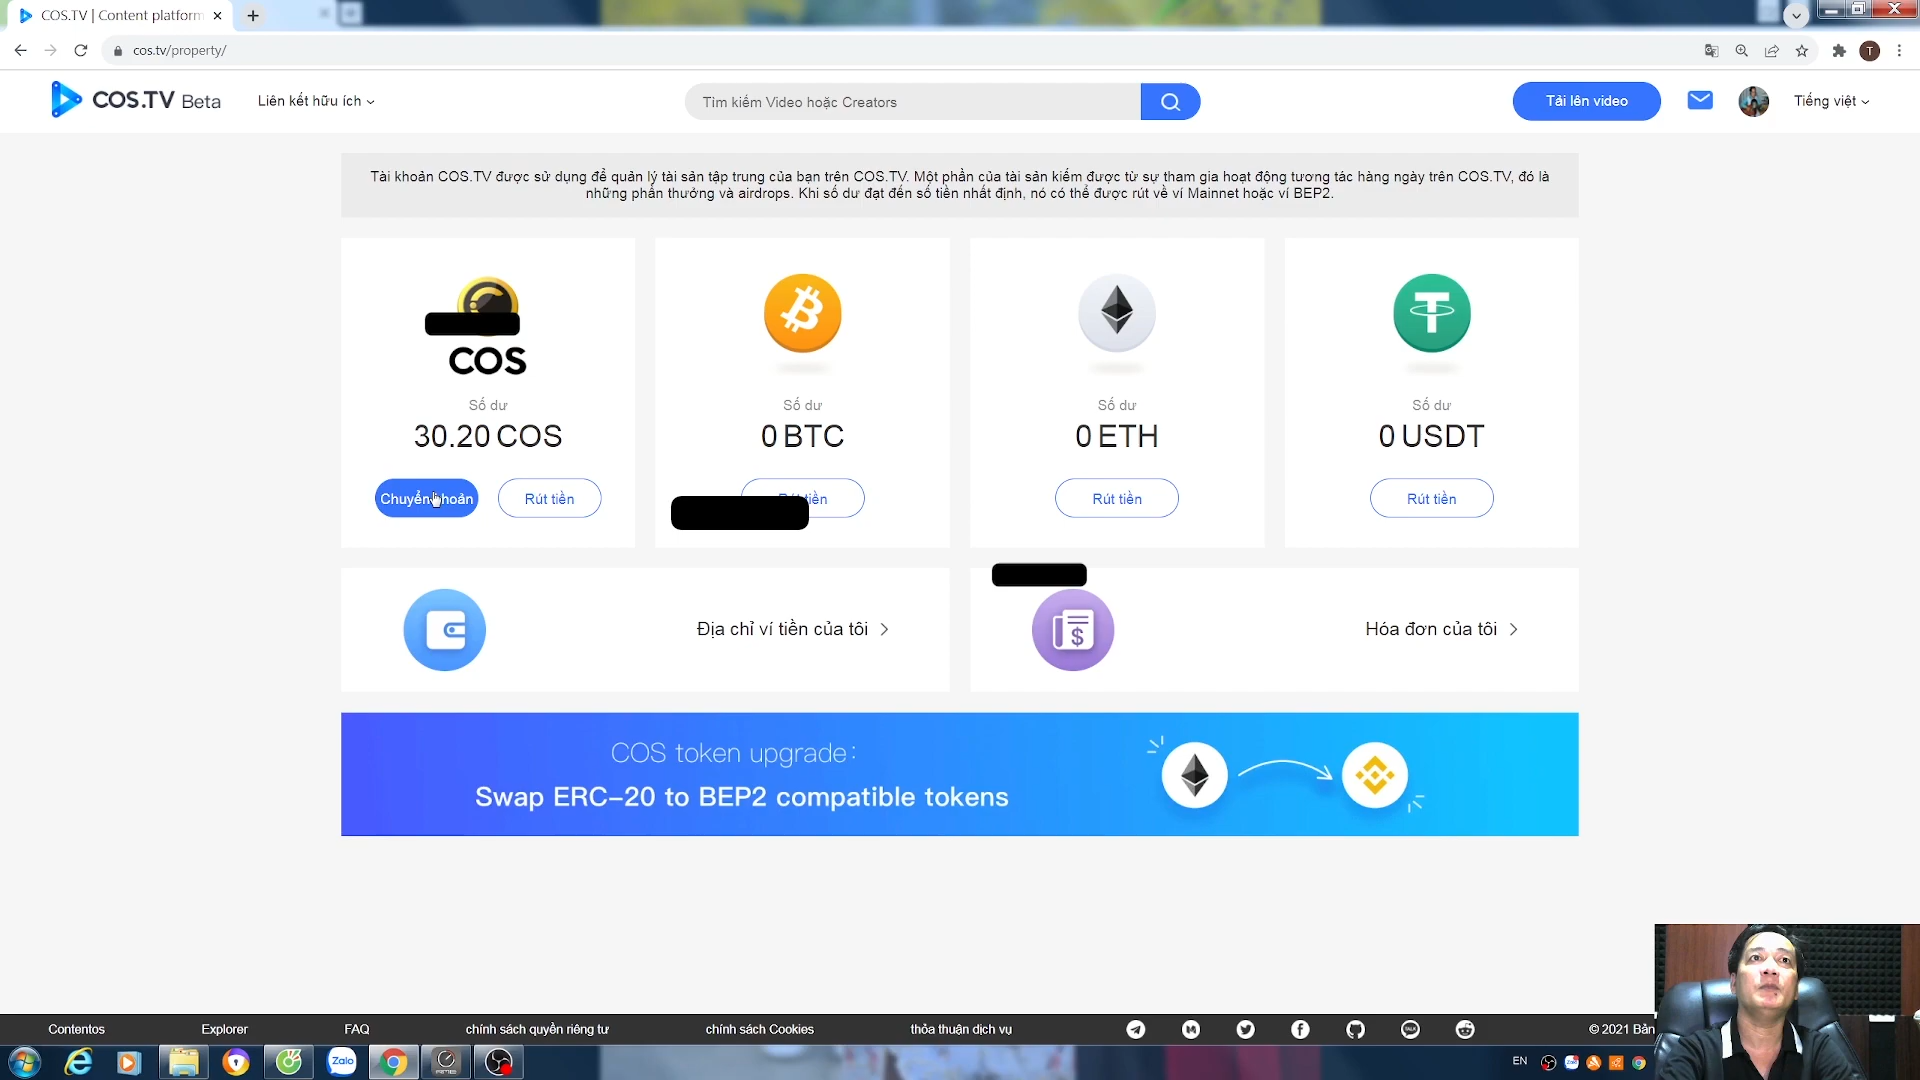 COS.TV | Content platform
cos.tv/property/
T
COS.TV Beta
Liên kết hữu ích
Tìm kiếm Video hoặc Creators
Tải lên video
Tiếng việt
Tài khoản COS.TV được sử dụng để quản lý tài sản tập trung của bạn trên COS.TV. Một phần của tài sản kiếm được từ sự tham gia hoạt động tương tác hàng ngày trên COS.TV, đó là
những phần thưởng và airdrops. Khi số dư đạt đến số tiền nhất định, nó có thể được rút về ví Mainnet hoặc ví BEP2.
COS
Số dư
30.20 COS
Chuyển khoản
Rút tiền
Số dư
0 BTC
tiền
Số dư
0 ETH
Rút tiền
Số dư
0 USDT
Rút tiền
Địa chỉ ví tiền của tôi
Hóa đơn của tôi
COS token upgrade:
Swap ERC-20 to BEP2 compatible tokens
Contentos
Explorer
FAQ
chính sách quyền riêng tư
chính sách Cookies
thỏa thuận dịch vụ
© 2021 Bản
Zalo
EN